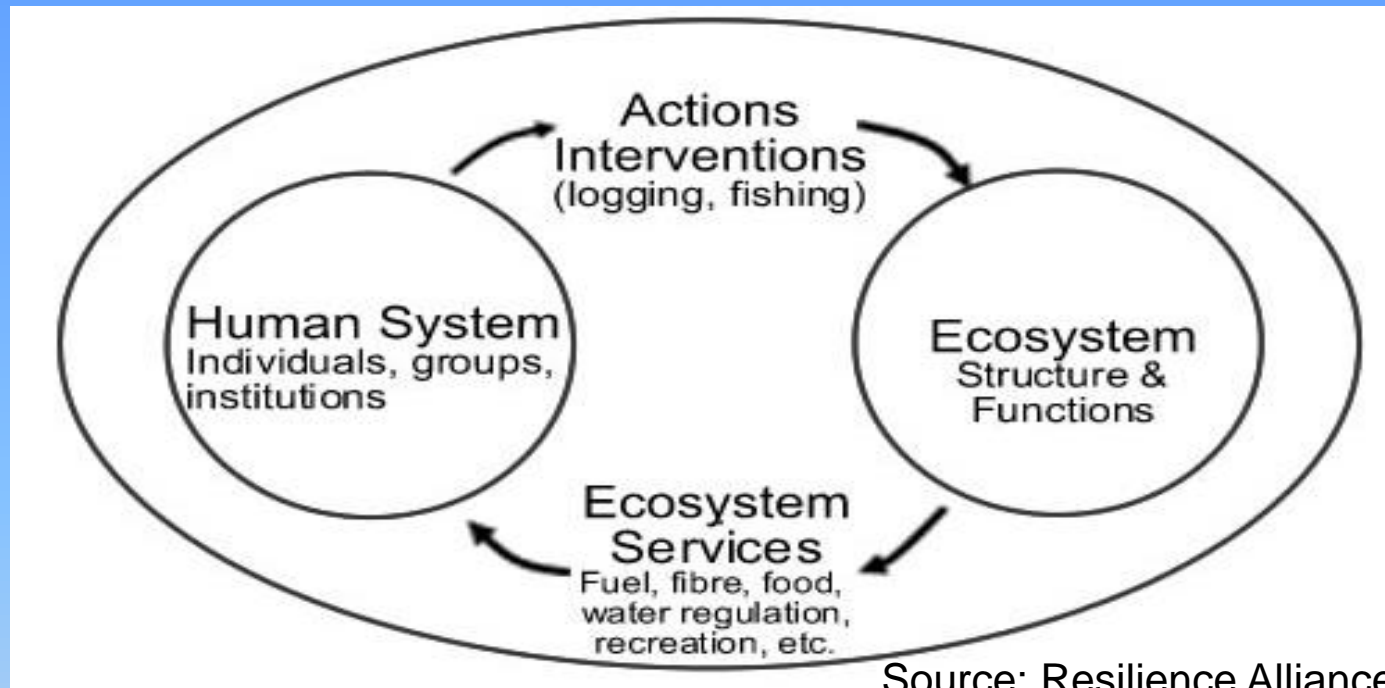 Actions
Interventions
(logging, fishing)
Human System
Individuals, groups,
institutions
Ecosystem
Structure &
Functions
Ecosystem
Services
Fuel, fibre, food,
water regulation,
recreation, etc.
Source: Resilience Alliance